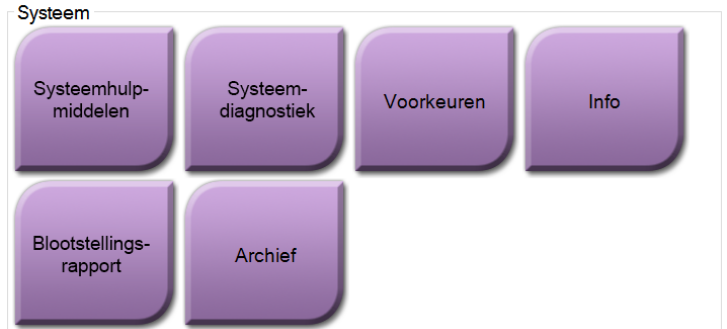 Systeem
Systeemhulp-
middelen
Systeem-
diagnostiek
Voorkeuren
Info
Blootstellings-
rapport
Archief